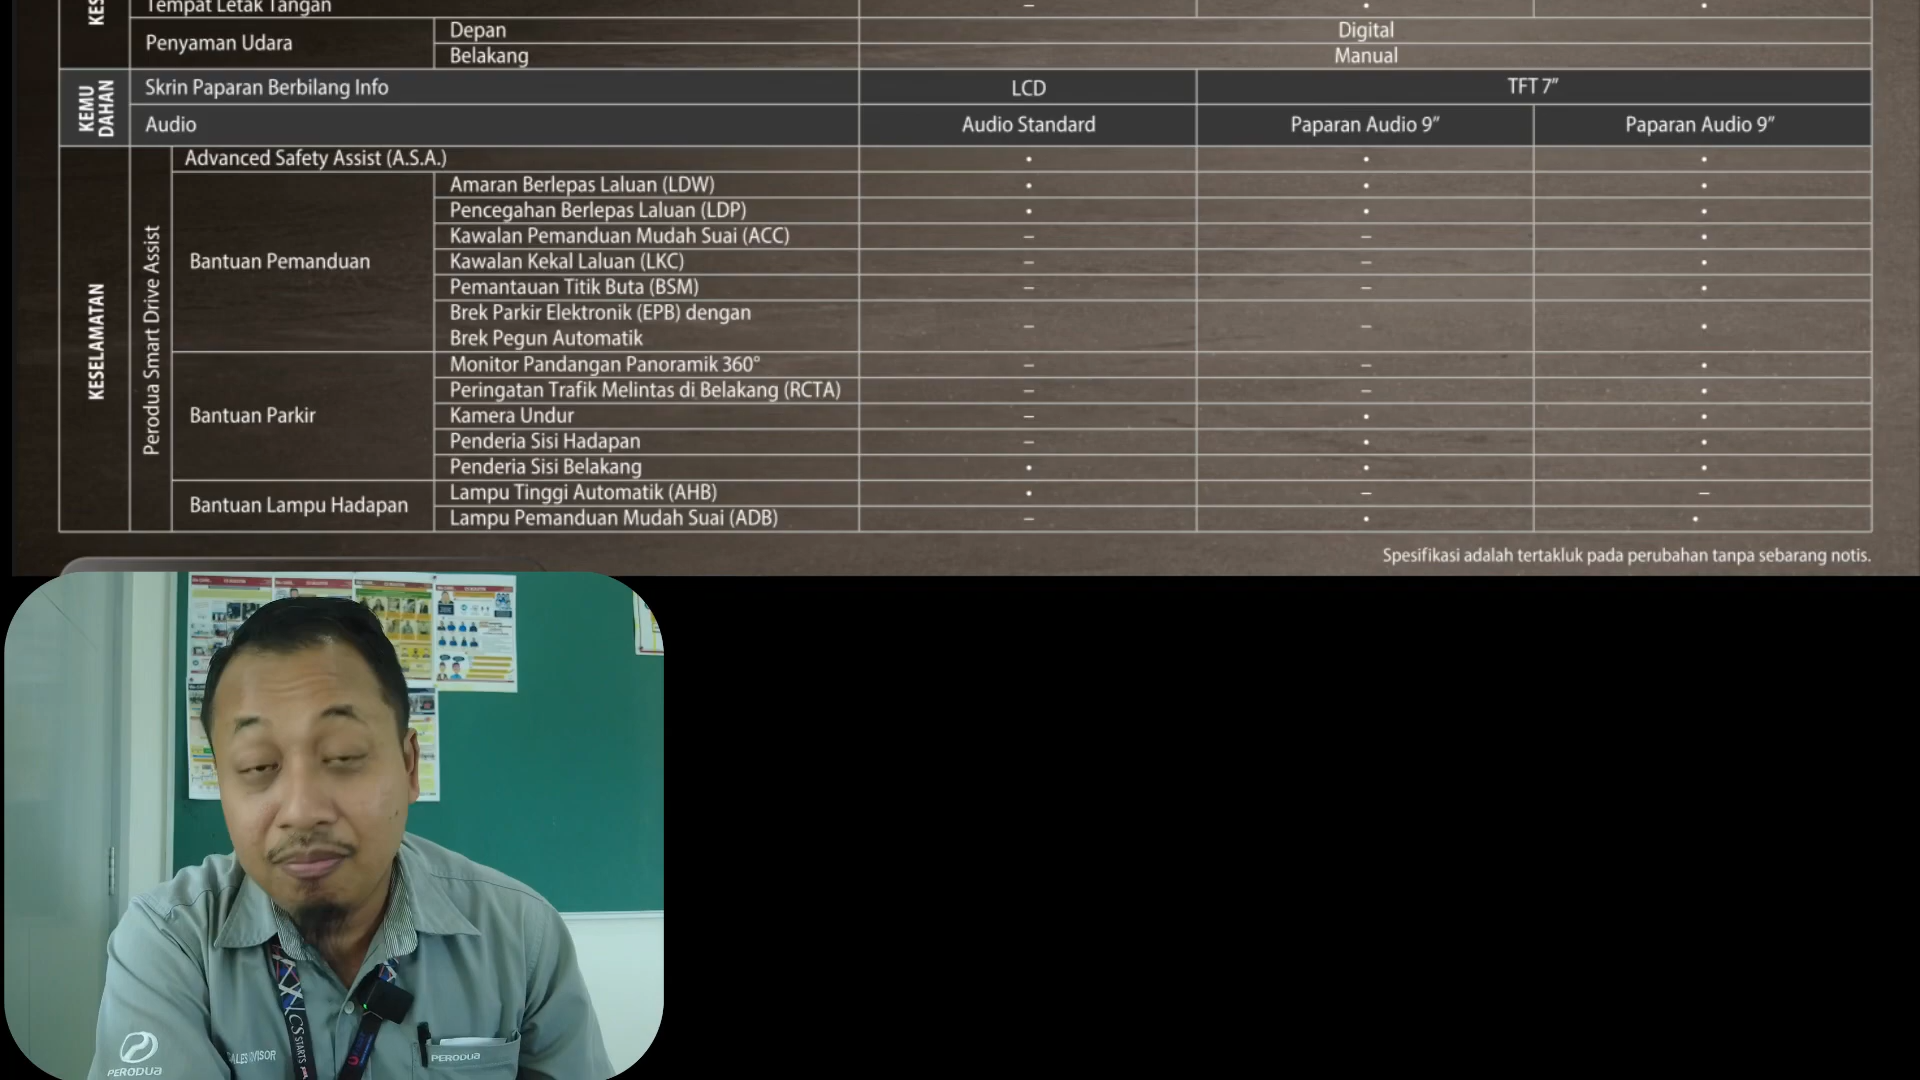 KES
Tempat Letak Tangan – • •
Penyaman Udara Depan Digital
Belakang Manual
KEMU
DAHAN
Skrin Paparan Berbilang Info LCD TFT 7”
Audio Audio Standard Paparan Audio 9” Paparan Audio 9”
KESELAMATAN
Perodua Smart Drive Assist
Advanced Safety Assist (A.S.A.) • • •
Bantuan Pemanduan
Amaran Berlepas Laluan (LDW) • • •
Pencegahan Berlepas Laluan (LDP) • • •
Kawalan Pemanduan Mudah Suai (ACC) – – •
Kawalan Kekal Laluan (LKC) – – •
Pemantauan Titik Buta (BSM) – – •
Brek Parkir Elektronik (EPB) dengan
Brek Pegun Automatik – – •
Bantuan Parkir
Monitor Pandangan Panoramik 360° – – •
Peringatan Trafik Melintas di Belakang (RCTA) – – •
Kamera Undur – • •
Penderia Sisi Hadapan – • •
Penderia Sisi Belakang • • •
Bantuan Lampu Hadapan
Lampu Tinggi Automatik (AHB) • – –
Lampu Pemanduan Mudah Suai (ADB) – • •
Spesifikasi adalah tertakluk pada perubahan tanpa sebarang notis.
PERODUA
CS STARTS
PERODUA